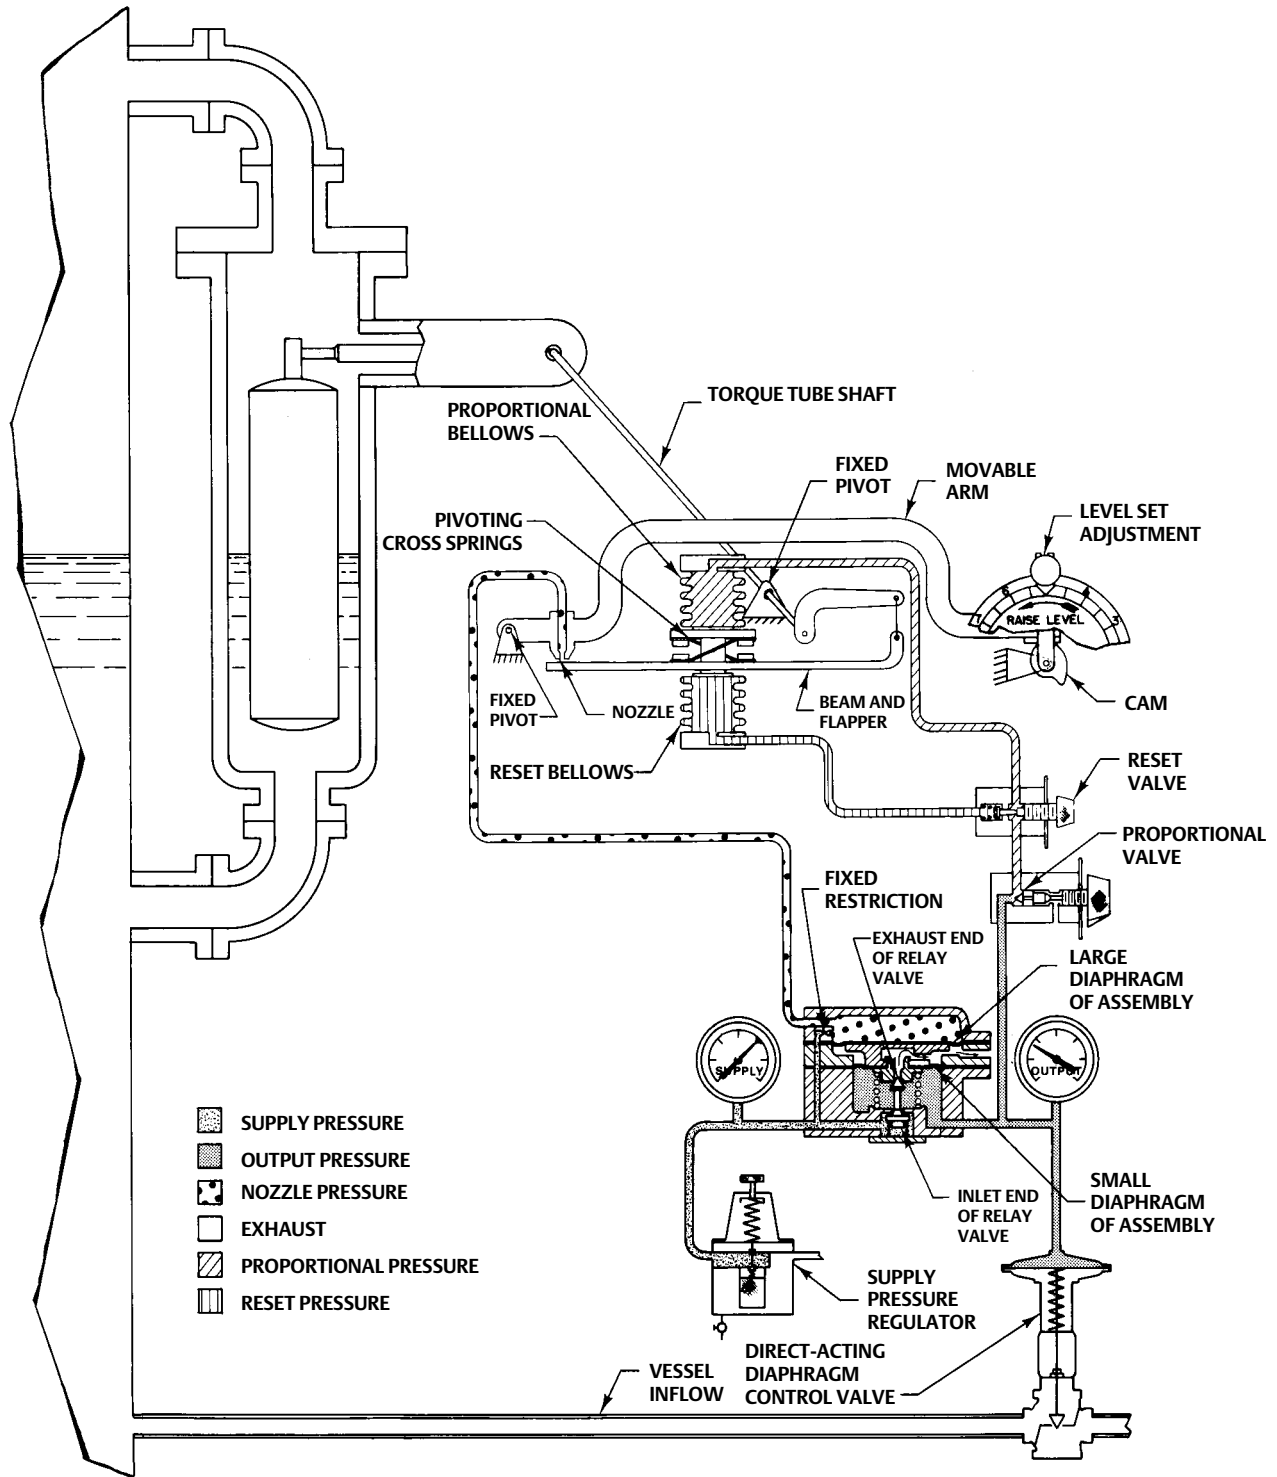 TORQUE TUBE SHAFT
PROPORTIONAL
BELLOWS
FIXED
PIVOT
MOVABLE
ARM
LEVEL SET
ADJUSTMENT
PIVOTING
CROSS SPRINGS
RAISE LEVEL
3
FIXED
PIVOT
NOZZLE
BEAM AND
FLAPPER
CAM
RESET BELLOWS
RESET
VALVE
PROPORTIONAL
VALVE
FIXED
RESTRICTION
EXHAUST END
OF RELAY
VALVE
LARGE
DIAPHRAGM
OF ASSEMBLY
SUPPLY
OUTPUT
SUPPLY PRESSURE
OUTPUT PRESSURE
NOZZLE PRESSURE
EXHAUST
PROPORTIONAL PRESSURE
RESET PRESSURE
INLET END
OF RELAY
VALVE
SMALL
DIAPHRAGM
OF ASSEMBLY
SUPPLY
PRESSURE
REGULATOR
DIRECT-ACTING
DIAPHRAGM
CONTROL VALVE
VESSEL
INFLOW